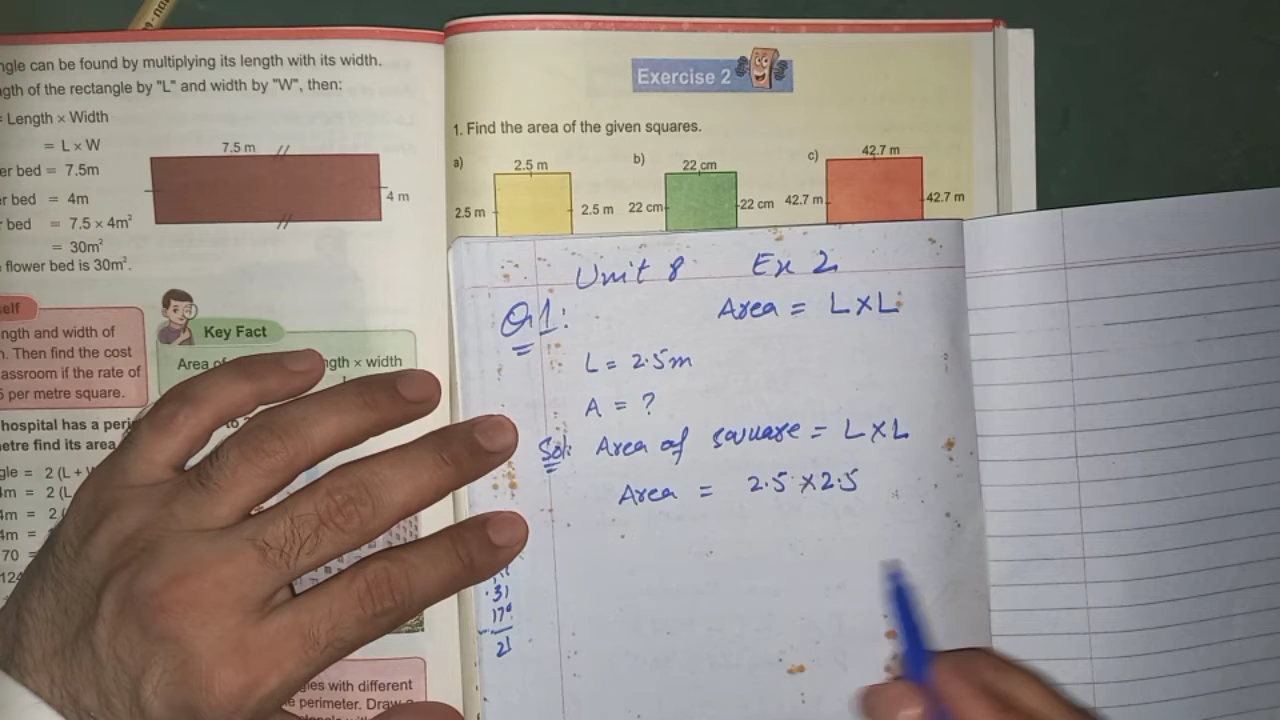 ngle can be found by multiplying its length with its width.
gth of the rectangle by "L" and width by "W", then:
= Length × Width
= L × W
er bed = 7.5m
r bed = 4m
r bed = 7.5 × 4m²
= 30m²
flower bed is 30m².
7.5 m
4 m
self
ngth and width of
n. Then find the cost
assroom if the rate of
5 per metre square.
Key Fact
Area of
ngth × width
hospital has a peri
etre find its area
gle = 2 (L +
4m = 2 (L
4m = 2
4m =
70 =
124
gles with different
e perimeter. Draw
Exercise 2
1. Find the area of the given squares.
a)
2.5 m
2.5 m
2.5 m
b)
22 cm
22 cm
22 cm
c)
42.7 m
42.7 m
42.7 m
Unit 8 Ex 2
Q1: Area = L×L
L = 2.5m
A = ?
Sol: Area of square = L×L
Area = 2.5 × 2.5
31
17
21